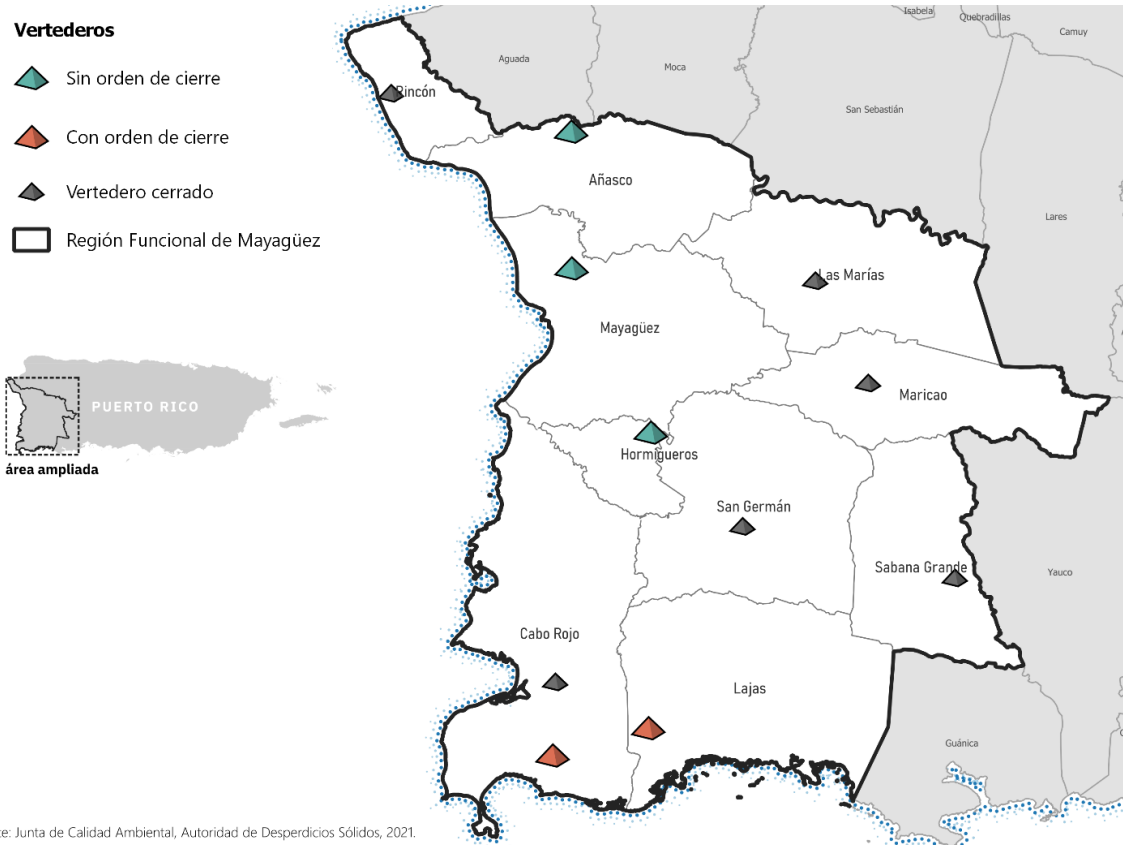 Vertederos
Sin orden de cierre
Con orden de cierre
Vertedero cerrado
Región Funcional de Mayagüez
PUERTO RICO
área ampliada
Isabela
Quebradillas
Camuy
Aguada
Moca
San Sebastián
Rincón
Añasco
Lares
Las Marías
Mayagüez
Maricao
Hormigueros
San Germán
Sabana Grande
Yauco
Cabo Rojo
Lajas
Guánica
te: Junta de Calidad Ambiental, Autoridad de Desperdicios Sólidos, 2021.